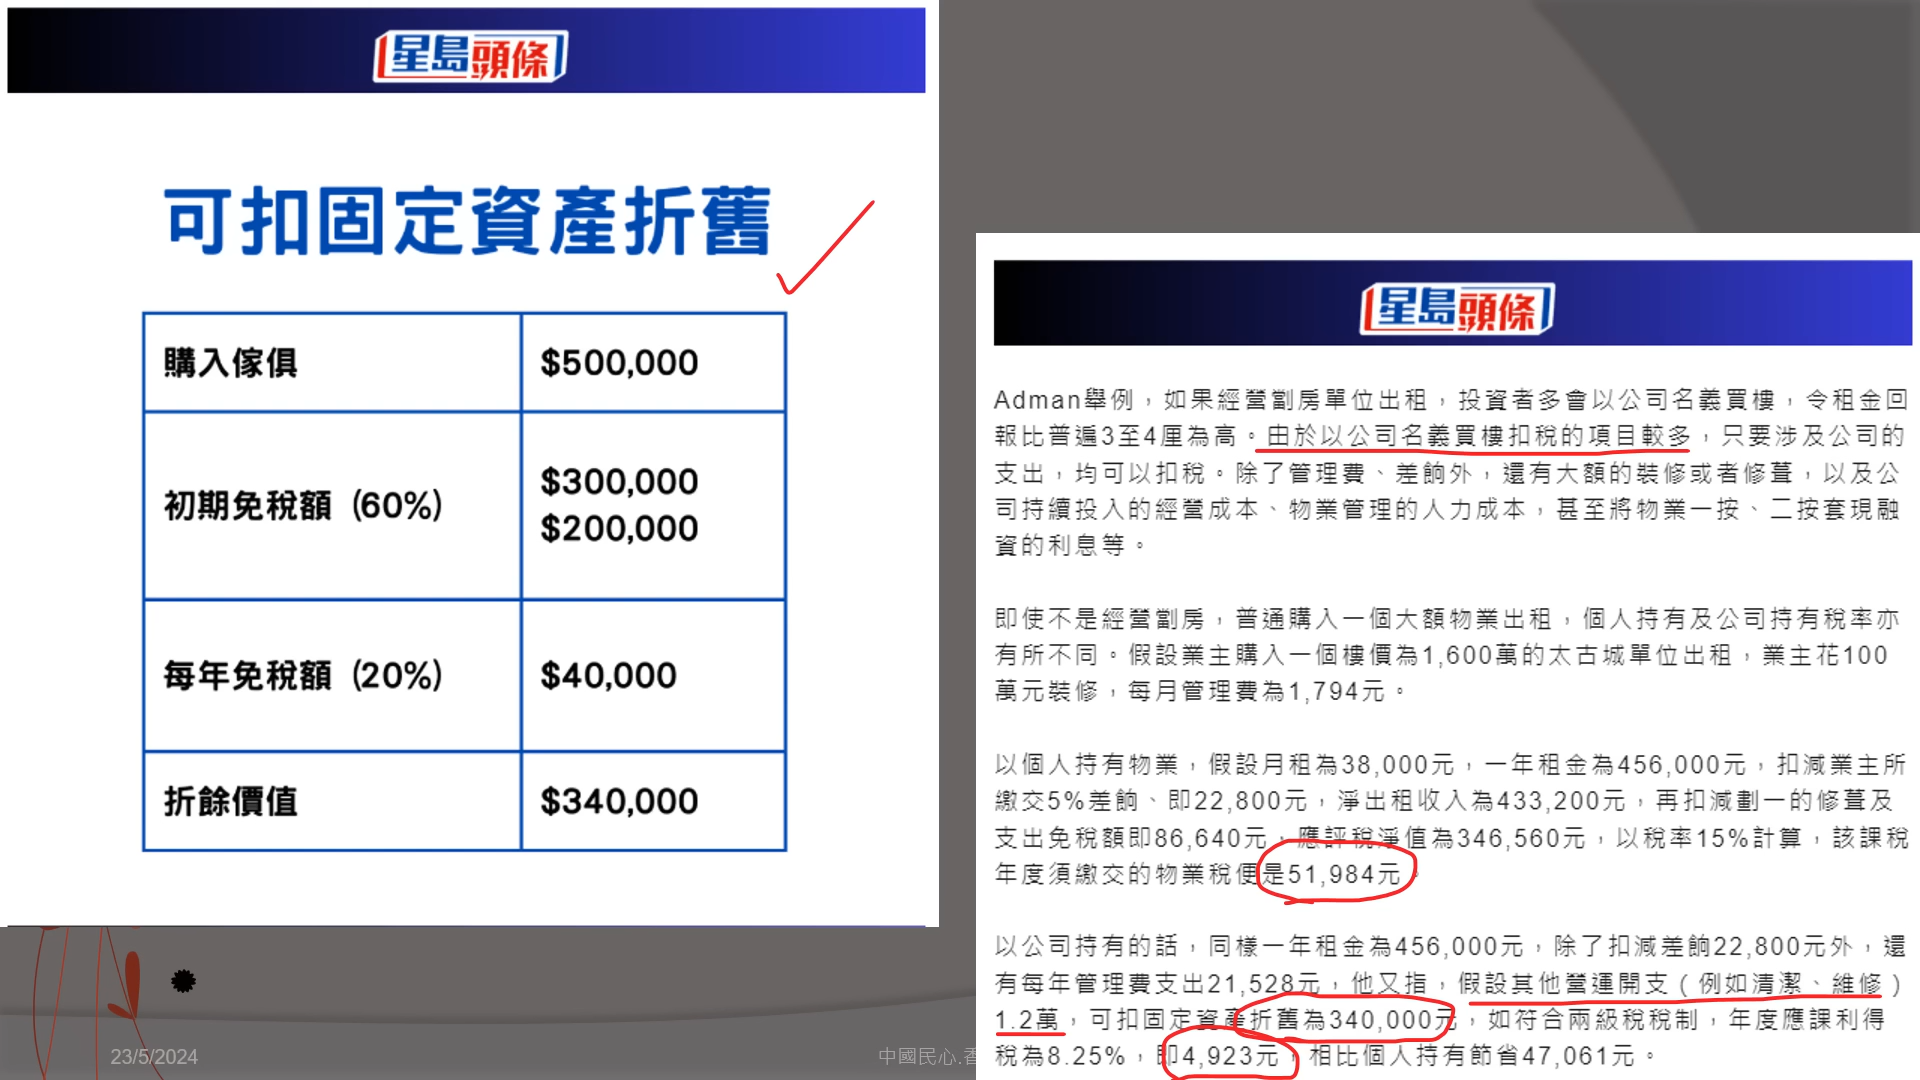 星島頭條
可扣固定資產折舊
購入傢俱 $500,000
初期免稅額 (60%) $300,000
$200,000
每年免稅額 (20%) $40,000
折餘價值 $340,000
星島頭條
Adman舉例，如果經營劏房單位出租，投資者多會以公司名義買樓，令租金回
報比普遍3至4厘為高。由於以公司名義買樓扣稅的項目較多，只要涉及公司的
支出，均可以扣稅。除了管理費、差餉外，還有大額的裝修或者修葺，以及公
司持續投入的經營成本、物業管理的人力成本，甚至將物業一按、二按套現融
資的利息等。
即使不是經營劏房，普通購入一個大額物業出租，個人持有及公司持有稅率亦
有所不同。假設業主購入一個樓價為1,600萬的太古城單位出租，業主花100
萬元裝修，每月管理費為1,794元。
以個人持有物業，假設月租為38,000元，一年租金為456,000元，扣減業主所
繳交5%差餉、即22,800元，淨出租收入為433,200元，再扣減劃一的修葺及
支出免稅額即86,640元，應評稅淨值為346,560元，以稅率15%計算，該課稅
年度須繳交的物業稅便是51,984元。
以公司持有的話，同樣一年租金為456,000元，除了扣減差餉22,800元外，還
有每年管理費支出21,528元，他又指，假設其他營運開支（例如清潔、維修）
1.2萬，可扣固定資產折舊為340,000元，如符合兩級稅稅制，年度應課利得
稅為8.25%，即4,923元，相比個人持有節省47,061元。
23/5/2024
中國民心.香